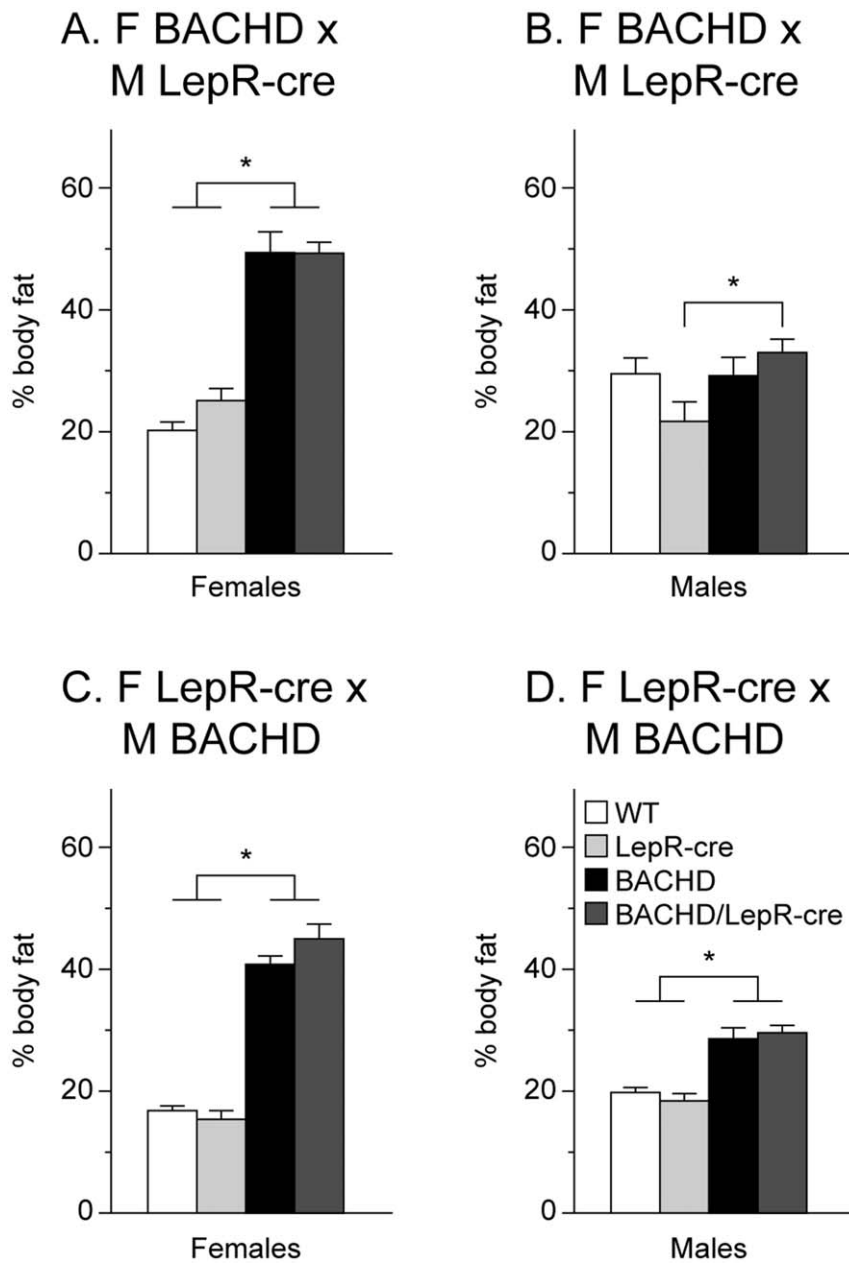 A. F BACHD x
M LepR-cre
*
60
40
20
0
% body fat
Females
B. F BACHD x
M LepR-cre
*
60
40
20
0
% body fat
Males
C. F LepR-cre x
M BACHD
*
60
40
20
0
% body fat
Females
D. F LepR-cre x
M BACHD
WT
LepR-cre
BACHD
BACHD/LepR-cre
*
60
40
20
0
% body fat
Males